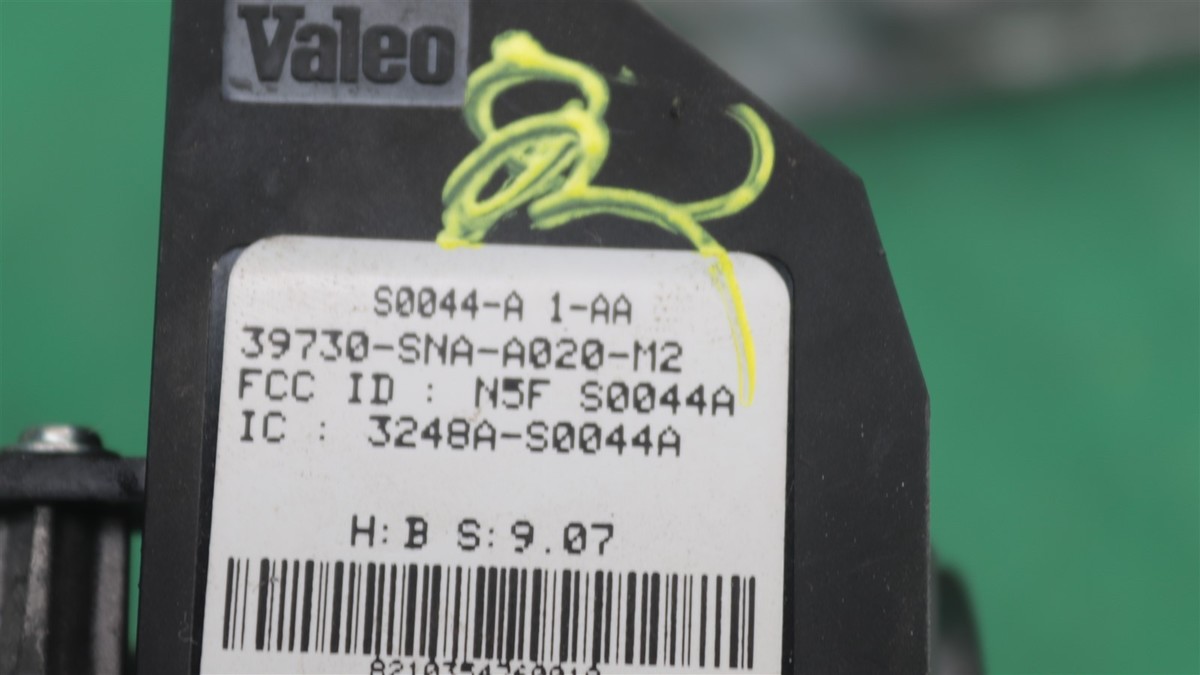 Valeo
S0044-A 1-AA
39730-SNA-A020-M2
FCC ID : N5F S0044A
IC : 3248A-S0044A
H: B S: 9.07